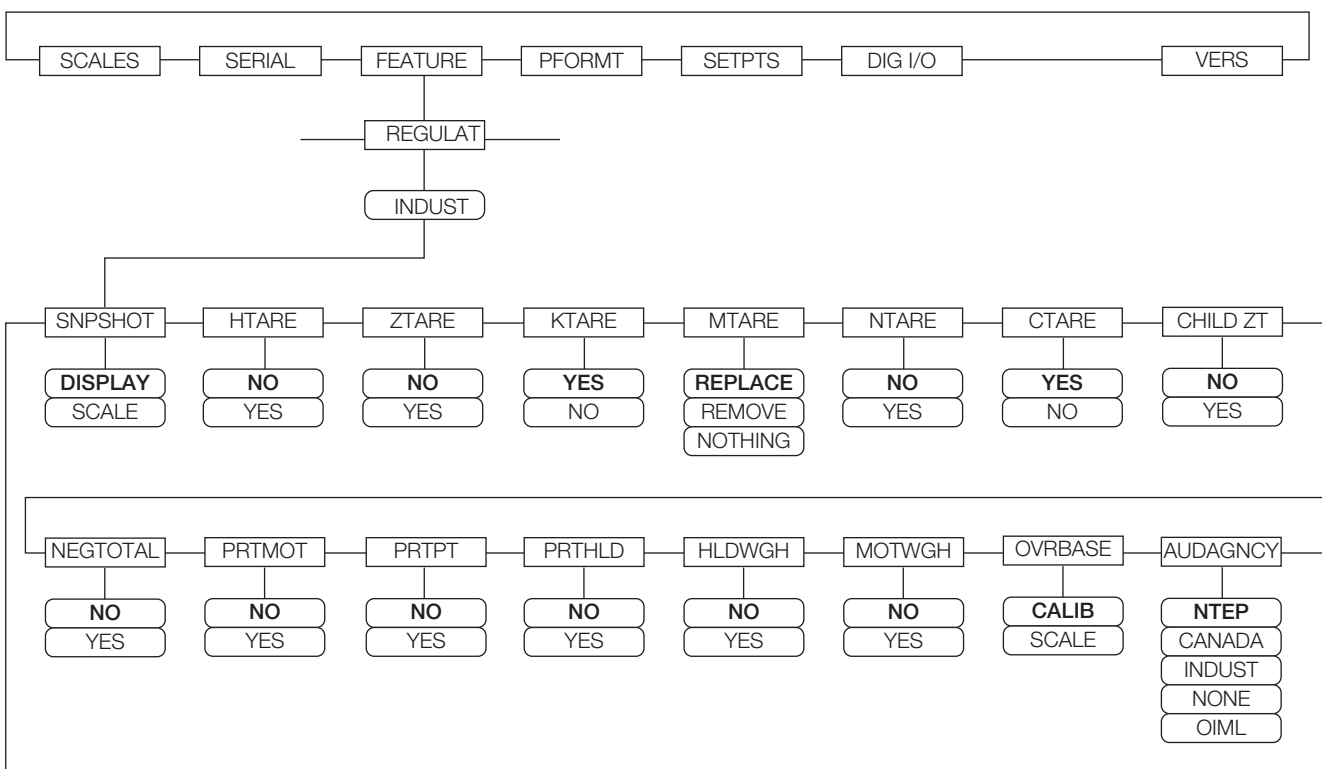 SCALES SERIAL FEATURE PFORMT SETPTS DIG I/O VERS
REGULAT
INDUST
SNPSHOT HTARE ZTARE KTARE MTARE NTARE CTARE CHILD ZT
DISPLAY NO NO YES REPLACE NO YES NO
SCALE YES YES NO REMOVE YES NO YES
NOTHING
NEGTOTAL PRTMOT PRTPT PRTHLD HLDWGH MOTWGH OVRBASE AUDAGNCY
NO NO NO NO NO NO CALIB NTEP
YES YES YES YES YES YES SCALE CANADA
INDUST
NONE
OIML